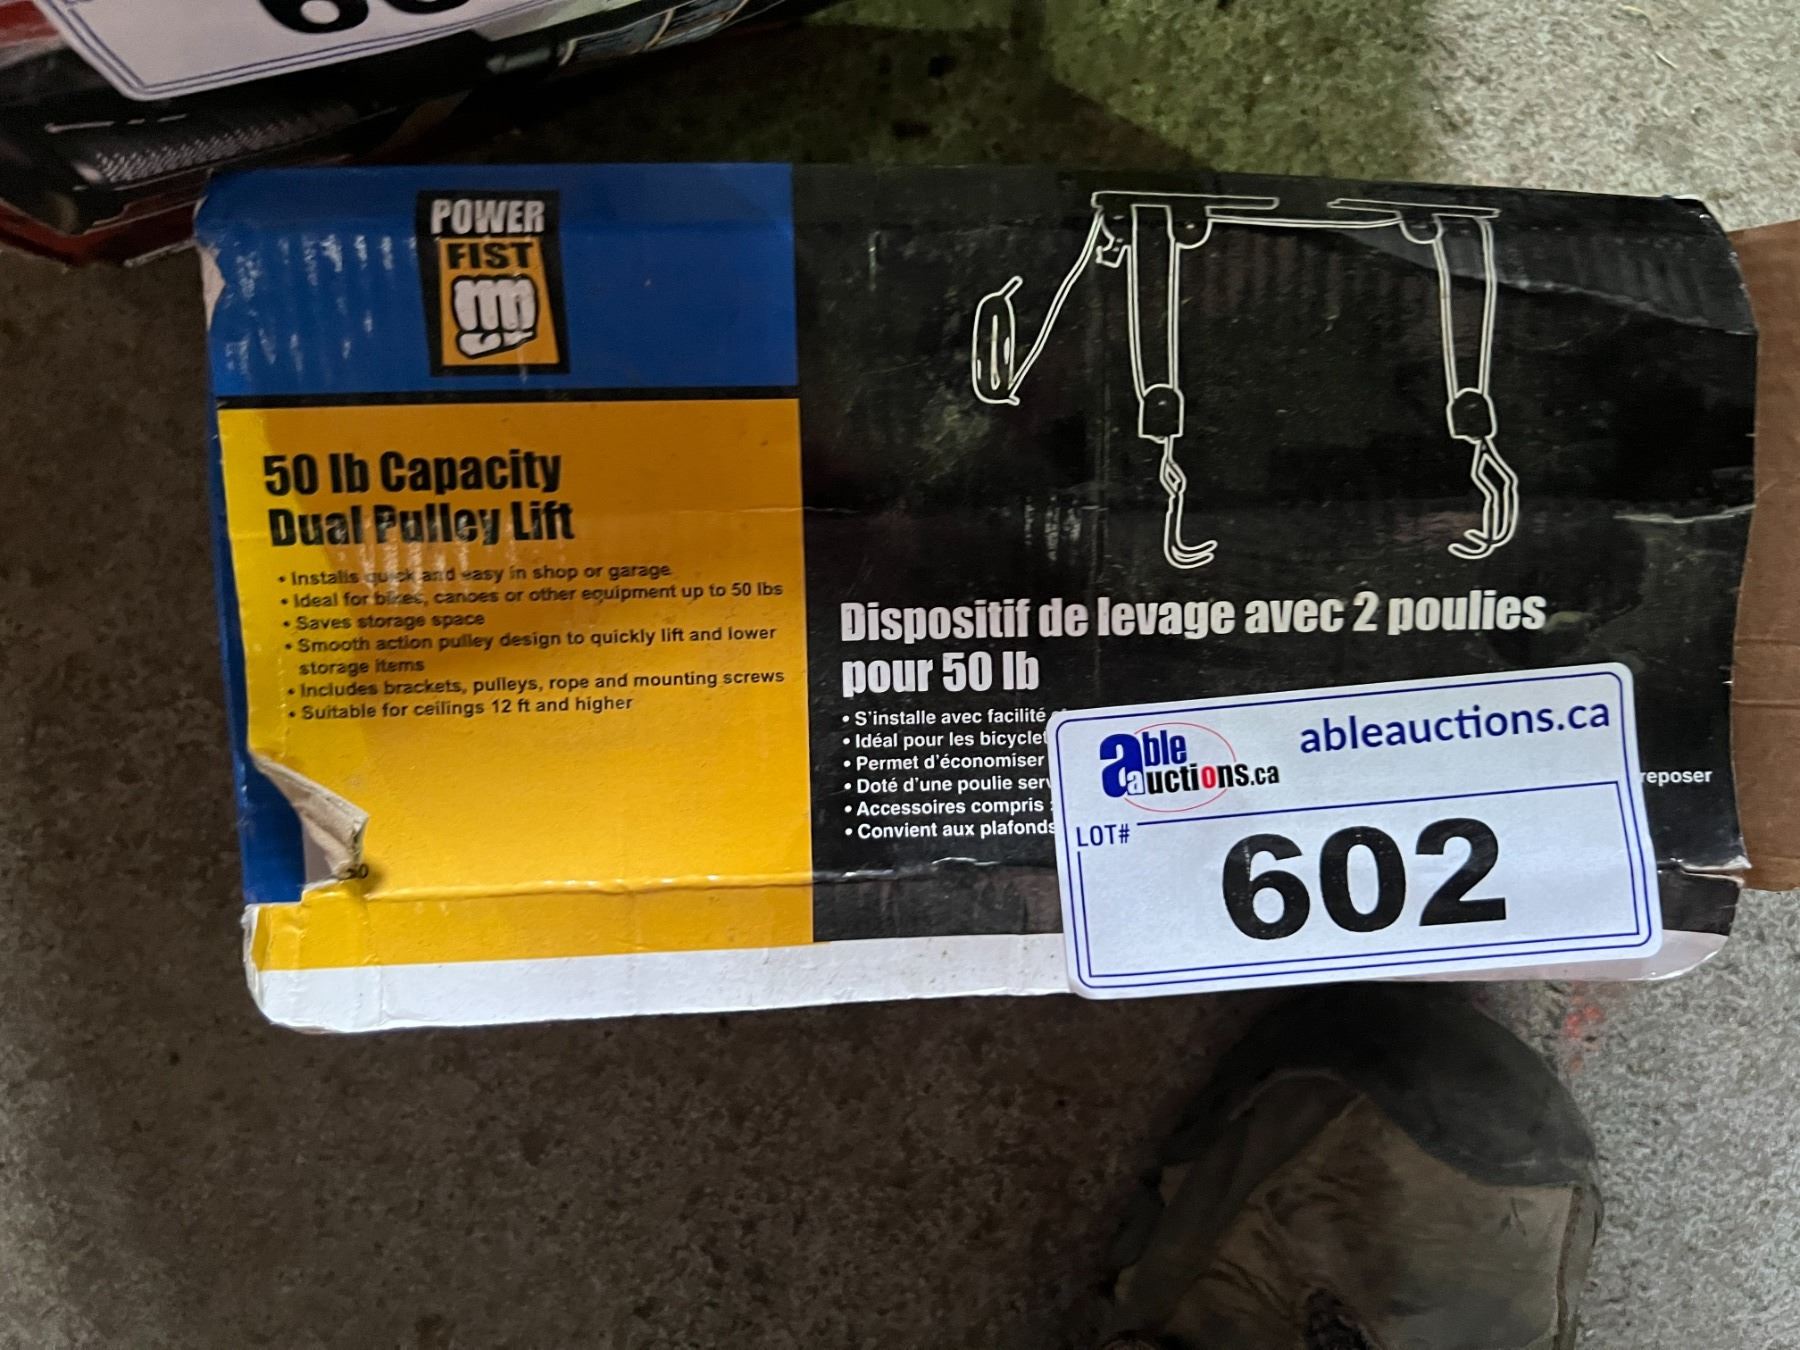 60
POWER
FIST
50 lb Capacity
Dual Pulley Lift
• Installs quick and easy in shop or garage
• Ideal for bikes, canoes or other equipment up to 50 lbs
• Saves storage space
• Smooth action pulley design to quickly lift and lower
storage items
• Includes brackets, pulleys, rope and mounting screws
• Suitable for ceilings 12 ft and higher
Dispositif de levage avec 2 poulies
pour 50 lb
• S'installe avec facilité
• Idéal pour les
• Permet d'économiser
• Doté d'une poulie
reposer
• Accessoires compris :
• Convient aux plafonds
able auctions.ca
ableauctions.ca
LOT#
602